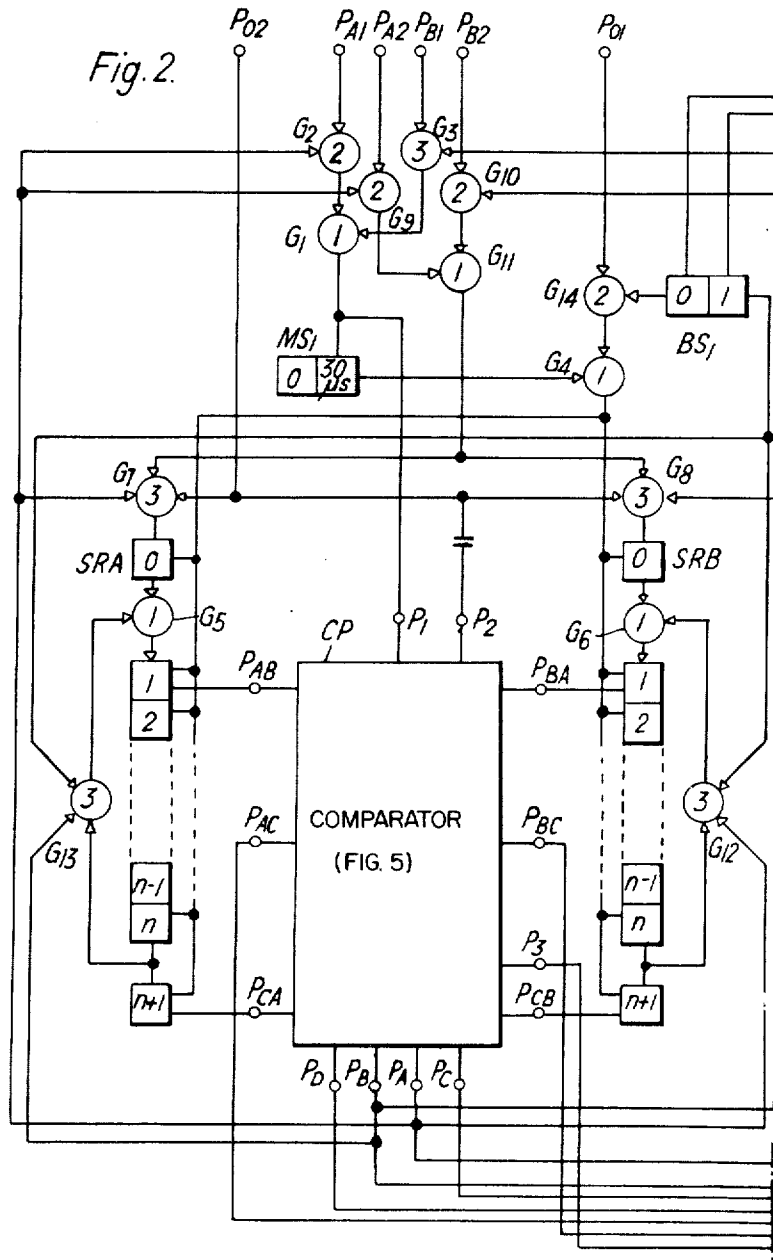 Fig. 2.
P02 PA1 PA2 PB1 PB2 P01
G2 2 3 G3
2 2 G10
G1 1 G9
1 G11
G14 2 0 1
BS1
MS1
0 30 μs
G4 1
G7 3 3 G8
SRA 0 0 SRB
1 G5 P1 P2 G6 1
CP
1 PAB PBA 1
2 2
3 PAC COMPARATOR PBC 3
G13 (FIG. 5) G12
n-1 n-1
n P3 n
n+1 PCA PCB n+1
PD PB PA PC